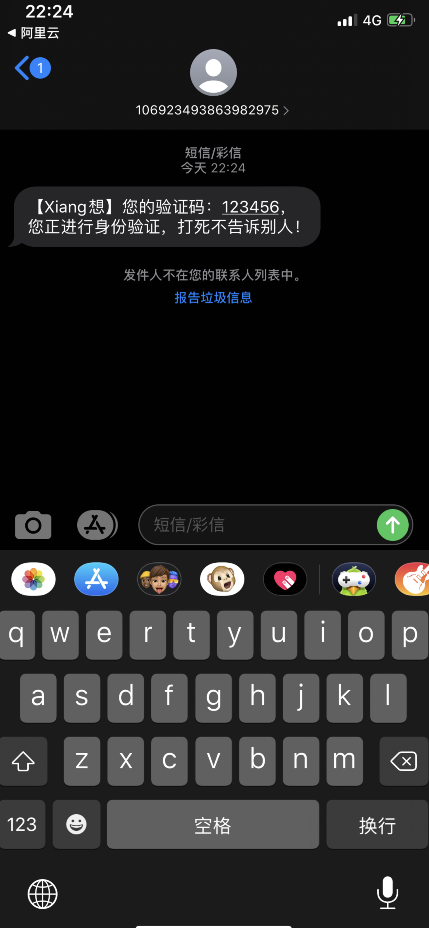 22:24
4G
阿里云
1
106923493863982975
短信/彩信
今天 22:24
【Xiang想】您的验证码：123456，
您正进行身份验证，打死不告诉别人！
发件人不在您的联系人列表中。
报告垃圾信息
短信/彩信
q w e r t y u i o p
a s d f g h j k l
z x c v b n m
123 空格 换行